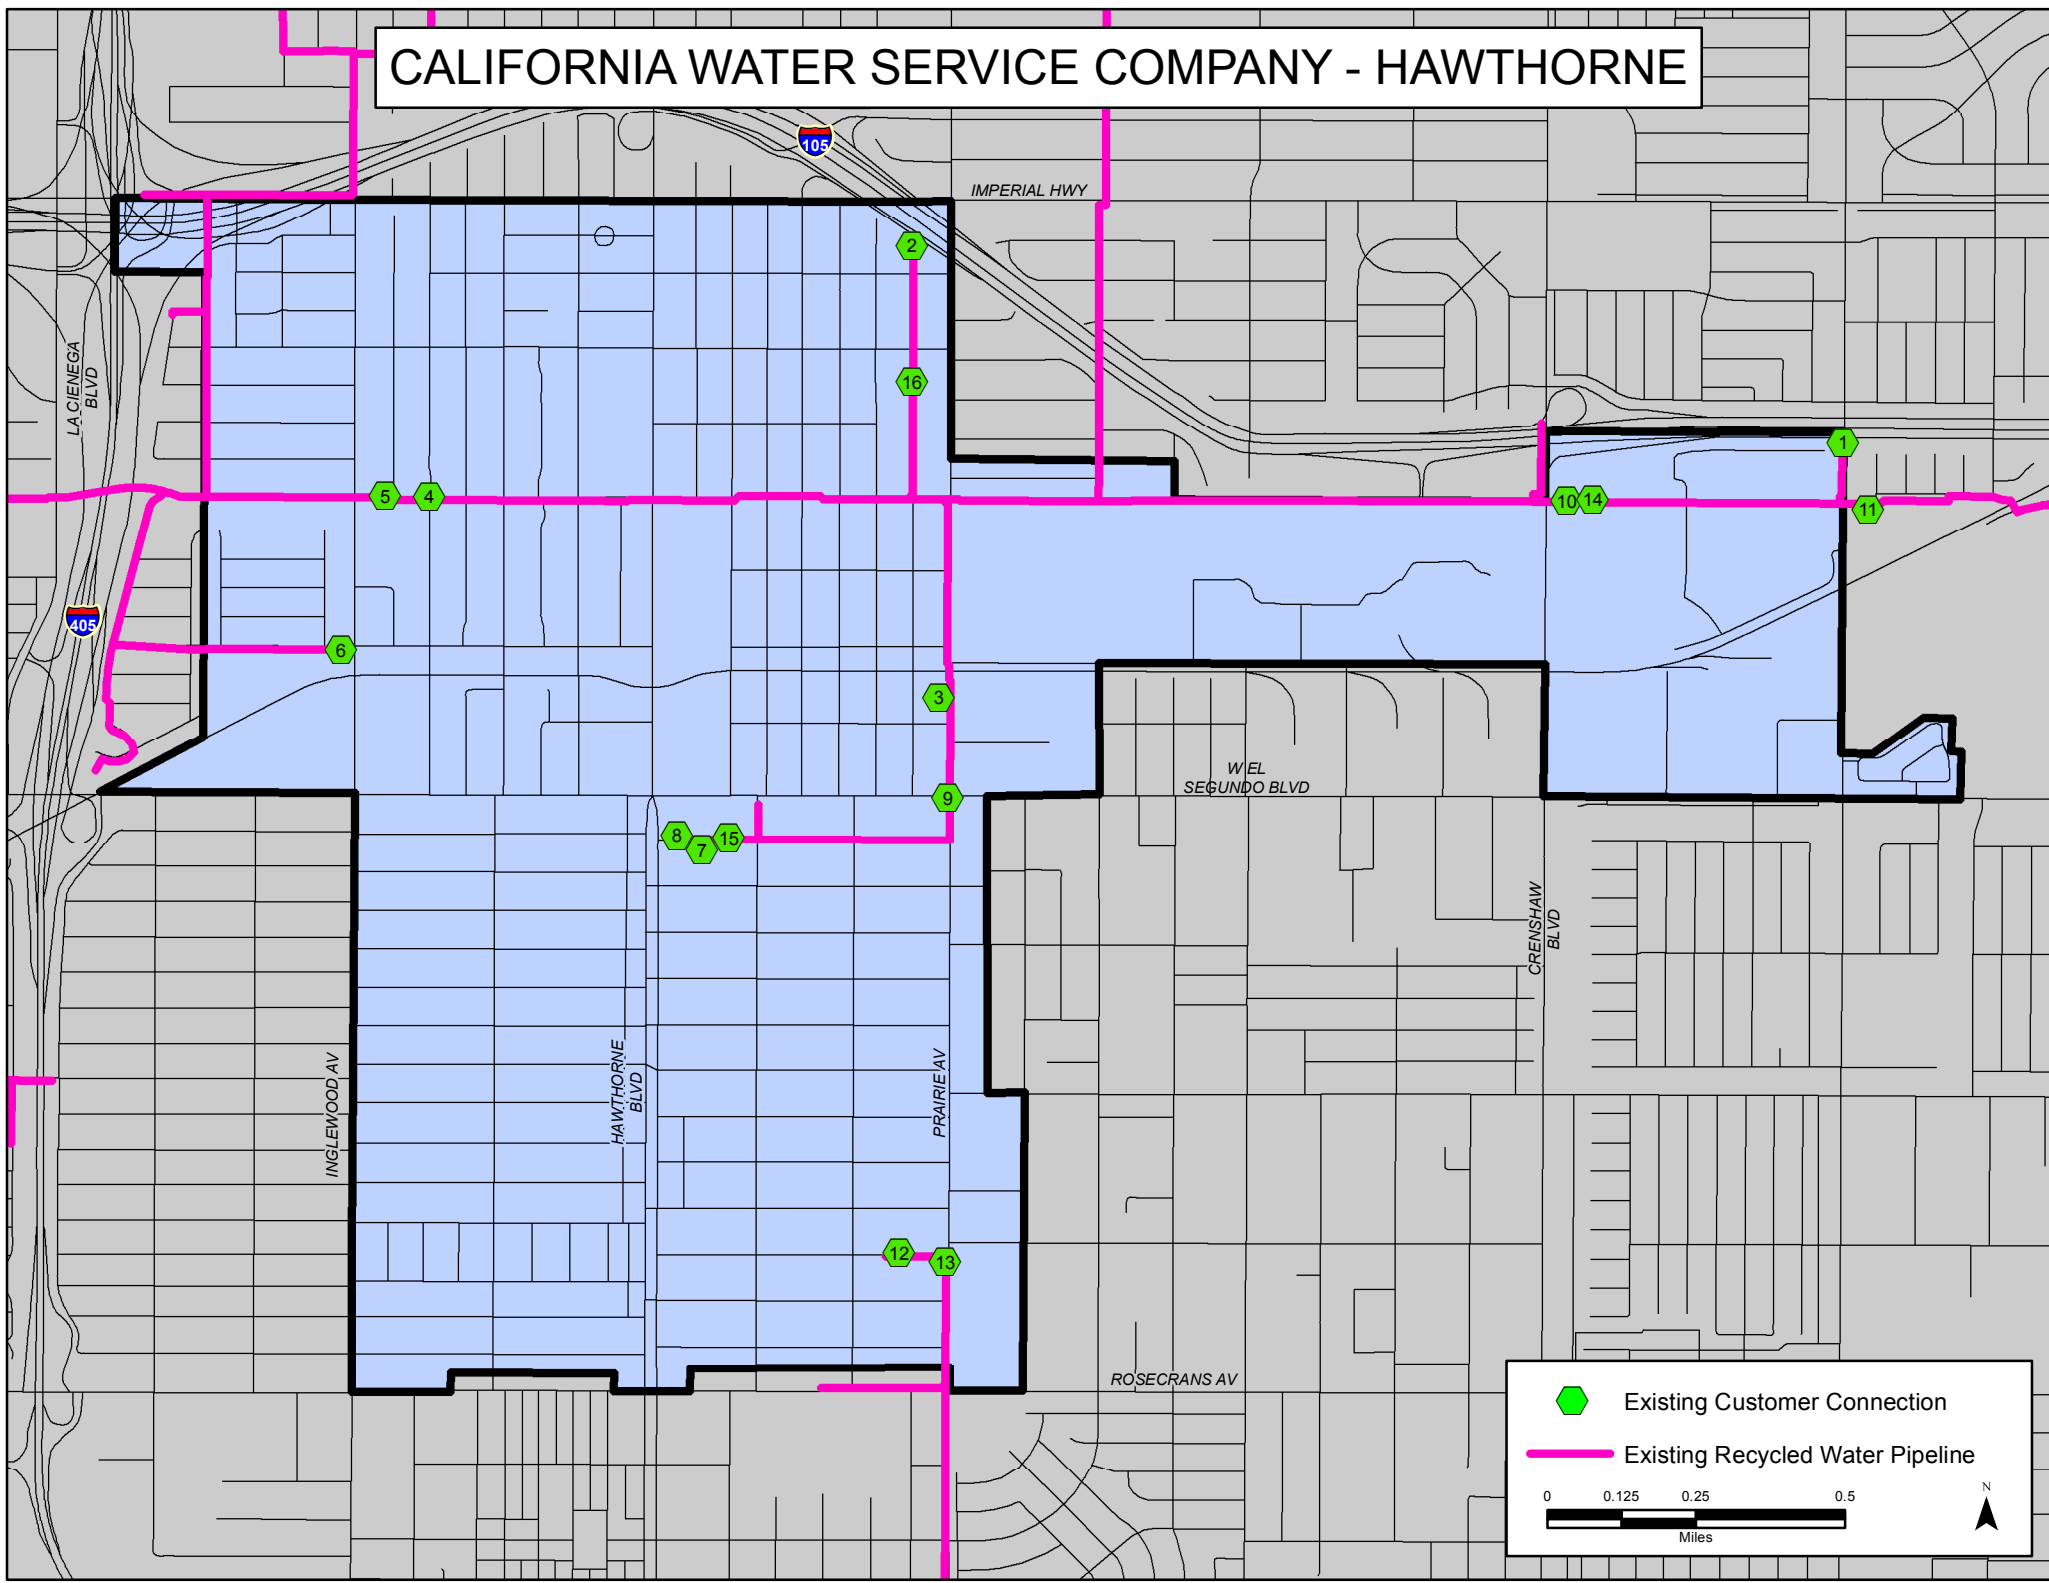 CALIFORNIA WATER SERVICE COMPANY - HAWTHORNE
105
IMPERIAL HWY
2
LA CIENEGA
BLVD
16
1
5
4
10
14
11
405
6
3
W EL
SEGUNDO BLVD
9
8
7
15
CRENSHAW
BLVD
INGLEWOOD AV
HAWTHORNE
BLVD
PRAIRIE AV
12
13
ROSECRANS AV
Existing Customer Connection
Existing Recycled Water Pipeline
0 0.125 0.25 0.5
Miles
N